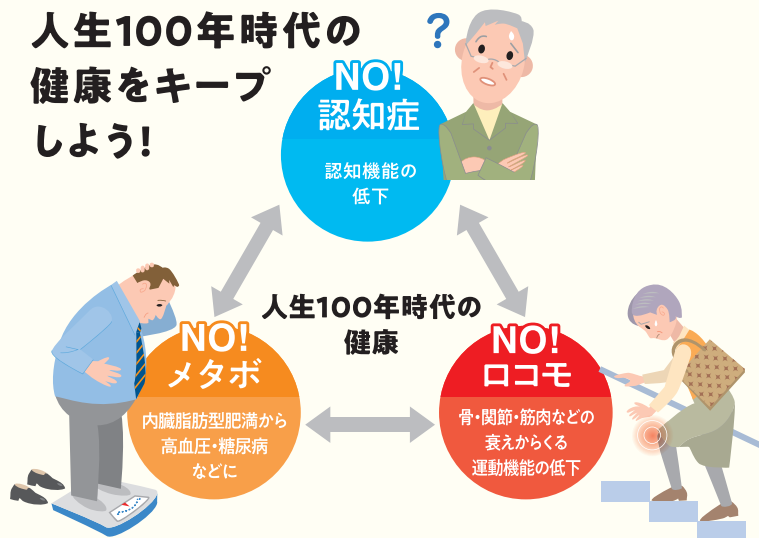 人生100年時代の
健康をキープ
しよう!
?
NO!
認知症
認知機能の
低下
人生100年時代の
健康
NO!
メタボ
内臓脂肪型肥満から
高血圧・糖尿病
などに
NO!
ロコモ
骨・関節・筋肉などの
衰えからくる
運動機能の低下